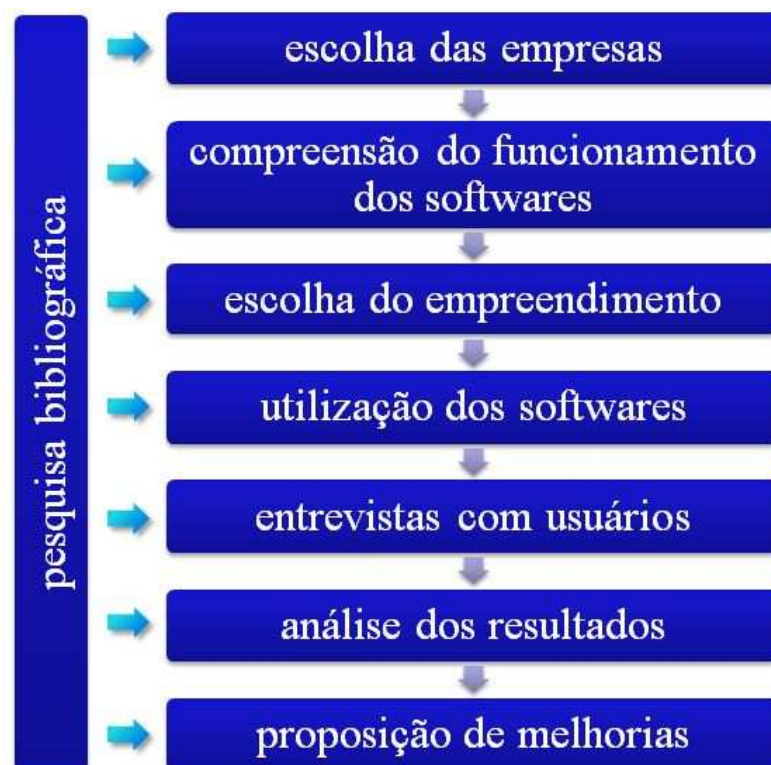 pesquisa bibliográfica
escolha das empresas
compreensão do funcionamento
dos softwares
escolha do empreendimento
utilização dos softwares
entrevistas com usuários
análise dos resultados
proposição de melhorias